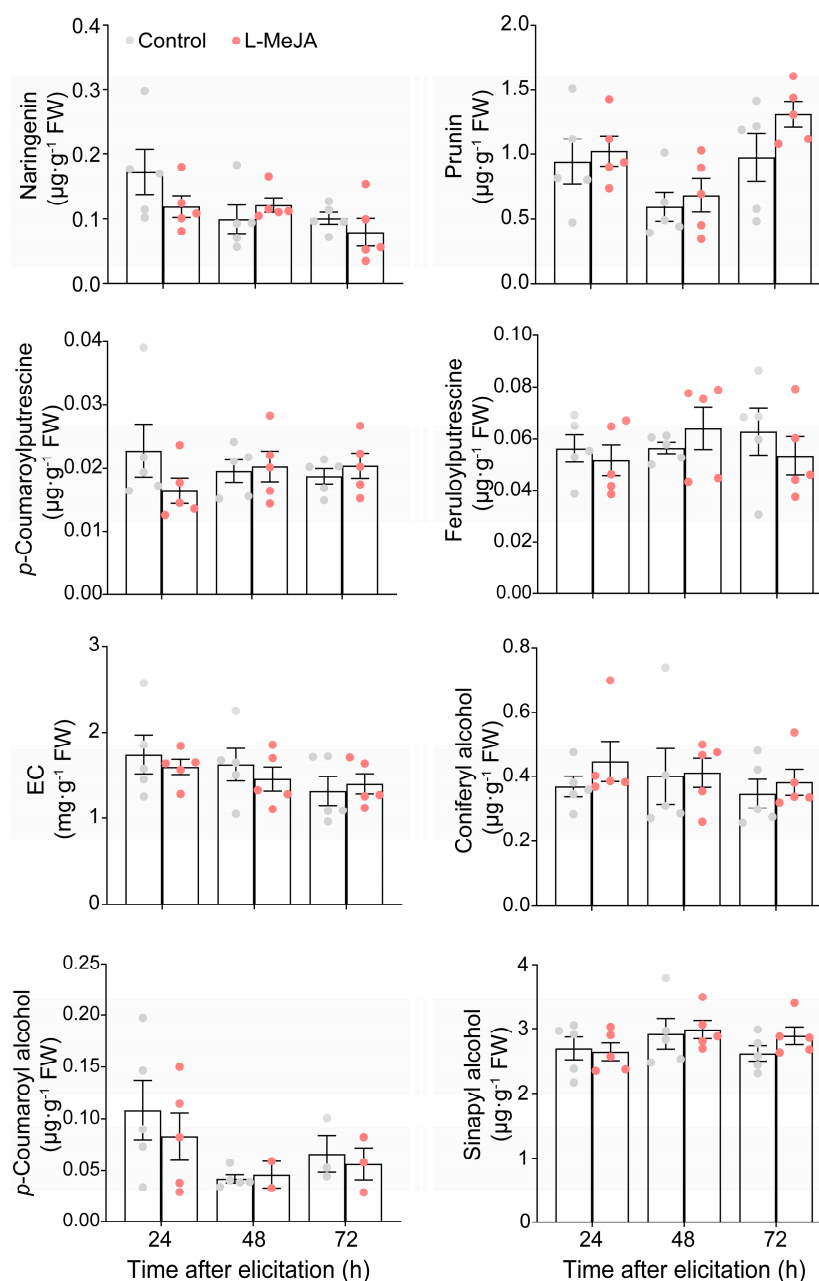 Control
L-MeJA
Naringenin
(µg·g⁻¹ FW)
0.4
0.3
0.2
0.1
0.0
Prunin
(µg·g⁻¹ FW)
2.0
1.5
1.0
0.5
0.0
p-Coumaroylputrescine
(µg·g⁻¹ FW)
0.04
0.03
0.02
0.01
0.00
Feruloylputrescine
(µg·g⁻¹ FW)
0.10
0.08
0.06
0.04
0.02
0.00
EC
(mg·g⁻¹ FW)
3
2
1
0
Coniferyl alcohol
(µg·g⁻¹ FW)
0.8
0.6
0.4
0.2
0.0
p-Coumaroyl alcohol
(µg·g⁻¹ FW)
0.25
0.20
0.15
0.10
0.05
0.00
24 48 72
Time after elicitation (h)
Sinapyl alcohol
(µg·g⁻¹ FW)
4
3
2
1
0
24 48 72
Time after elicitation (h)